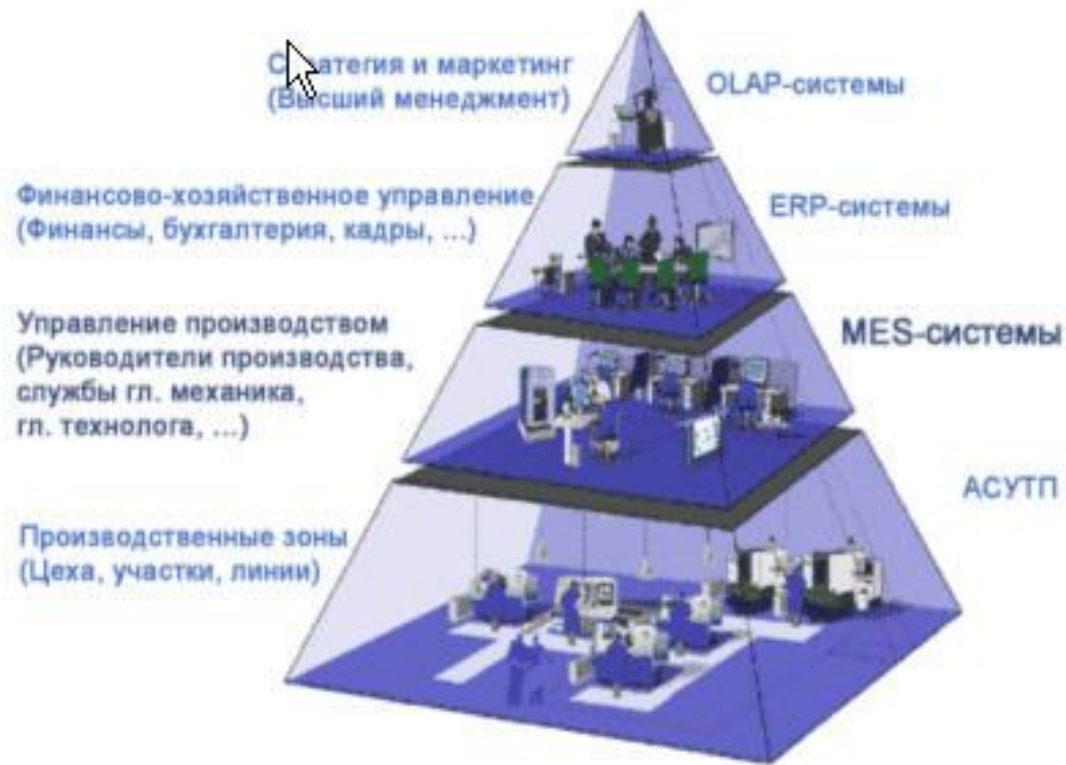 Стратегия и маркетинг
(Высший менеджмент)
OLAP-системы
Финансово-хозяйственное управление
(Финансы, бухгалтерия, кадры, ...)
ERP-системы
Управление производством
(Руководители производства,
службы гл. механика,
гл. технолога, ...)
MES-системы
АСУТП
Производственные зоны
(Цеха, участки, линии)